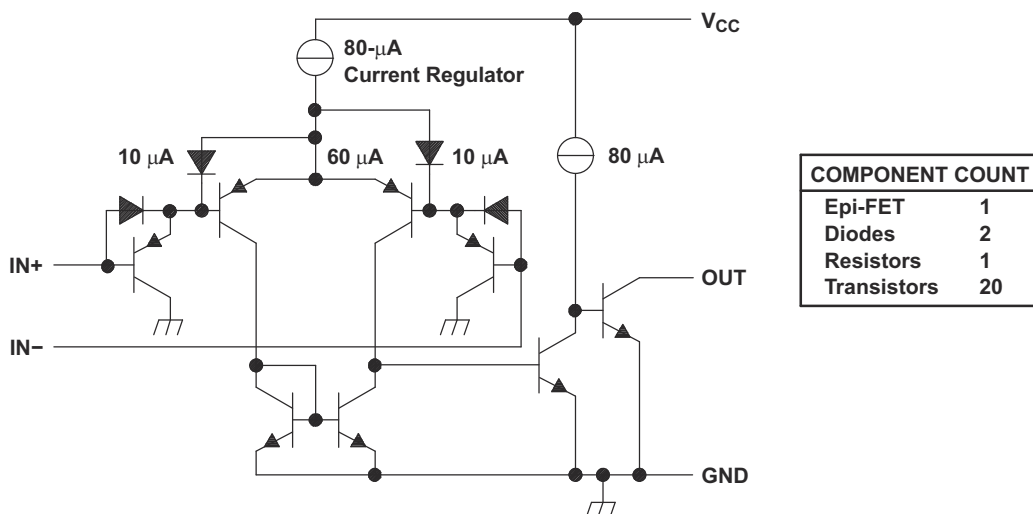 V_CC
80-µA
Current Regulator
10 µA
60 µA
10 µA
80 µA
IN+
OUT
IN−
GND
COMPONENT COUNT
Epi-FET 1
Diodes 2
Resistors 1
Transistors 20